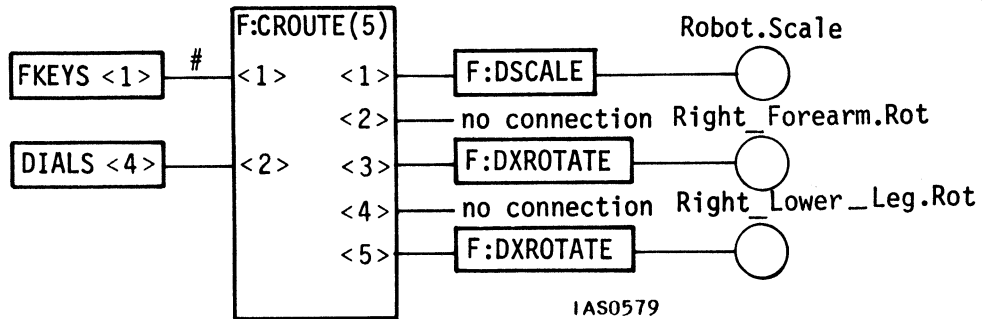 F:CROUTE(5)
Robot.Scale
FKEYS <1>
#
<1>
<1>
F:DSCALE
<2>
no connection
Right_Forearm.Rot
DIALS <4>
<2>
<3>
F:DXROTATE
<4>
no connection
Right_Lower_Leg.Rot
<5>
F:DXROTATE
IAS0579